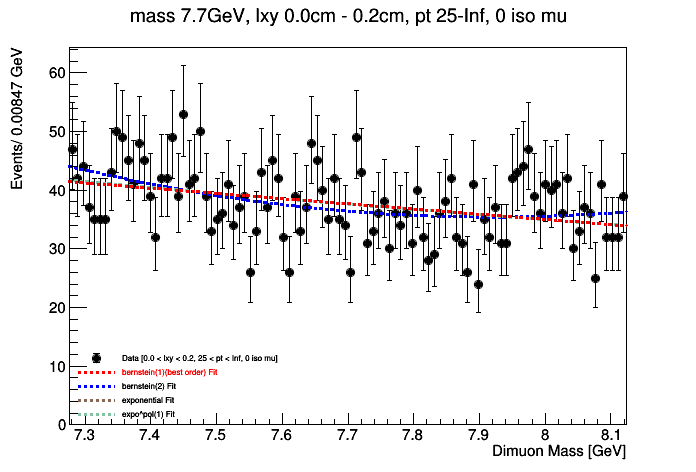 mass 7.7GeV, lxy 0.0cm - 0.2cm, pt 25-Inf, 0 iso mu
Events/ 0.00847 GeV
60
50
40
30
20
10
0
Data [0.0 < lxy < 0.2, 25 < pt < Inf, 0 iso mu]
bernstein(1)(best order) Fit
bernstein(2) Fit
exponential Fit
expo*pol(1) Fit
7.3 7.4 7.5 7.6 7.7 7.8 7.9 8 8.1
Dimuon Mass [GeV]